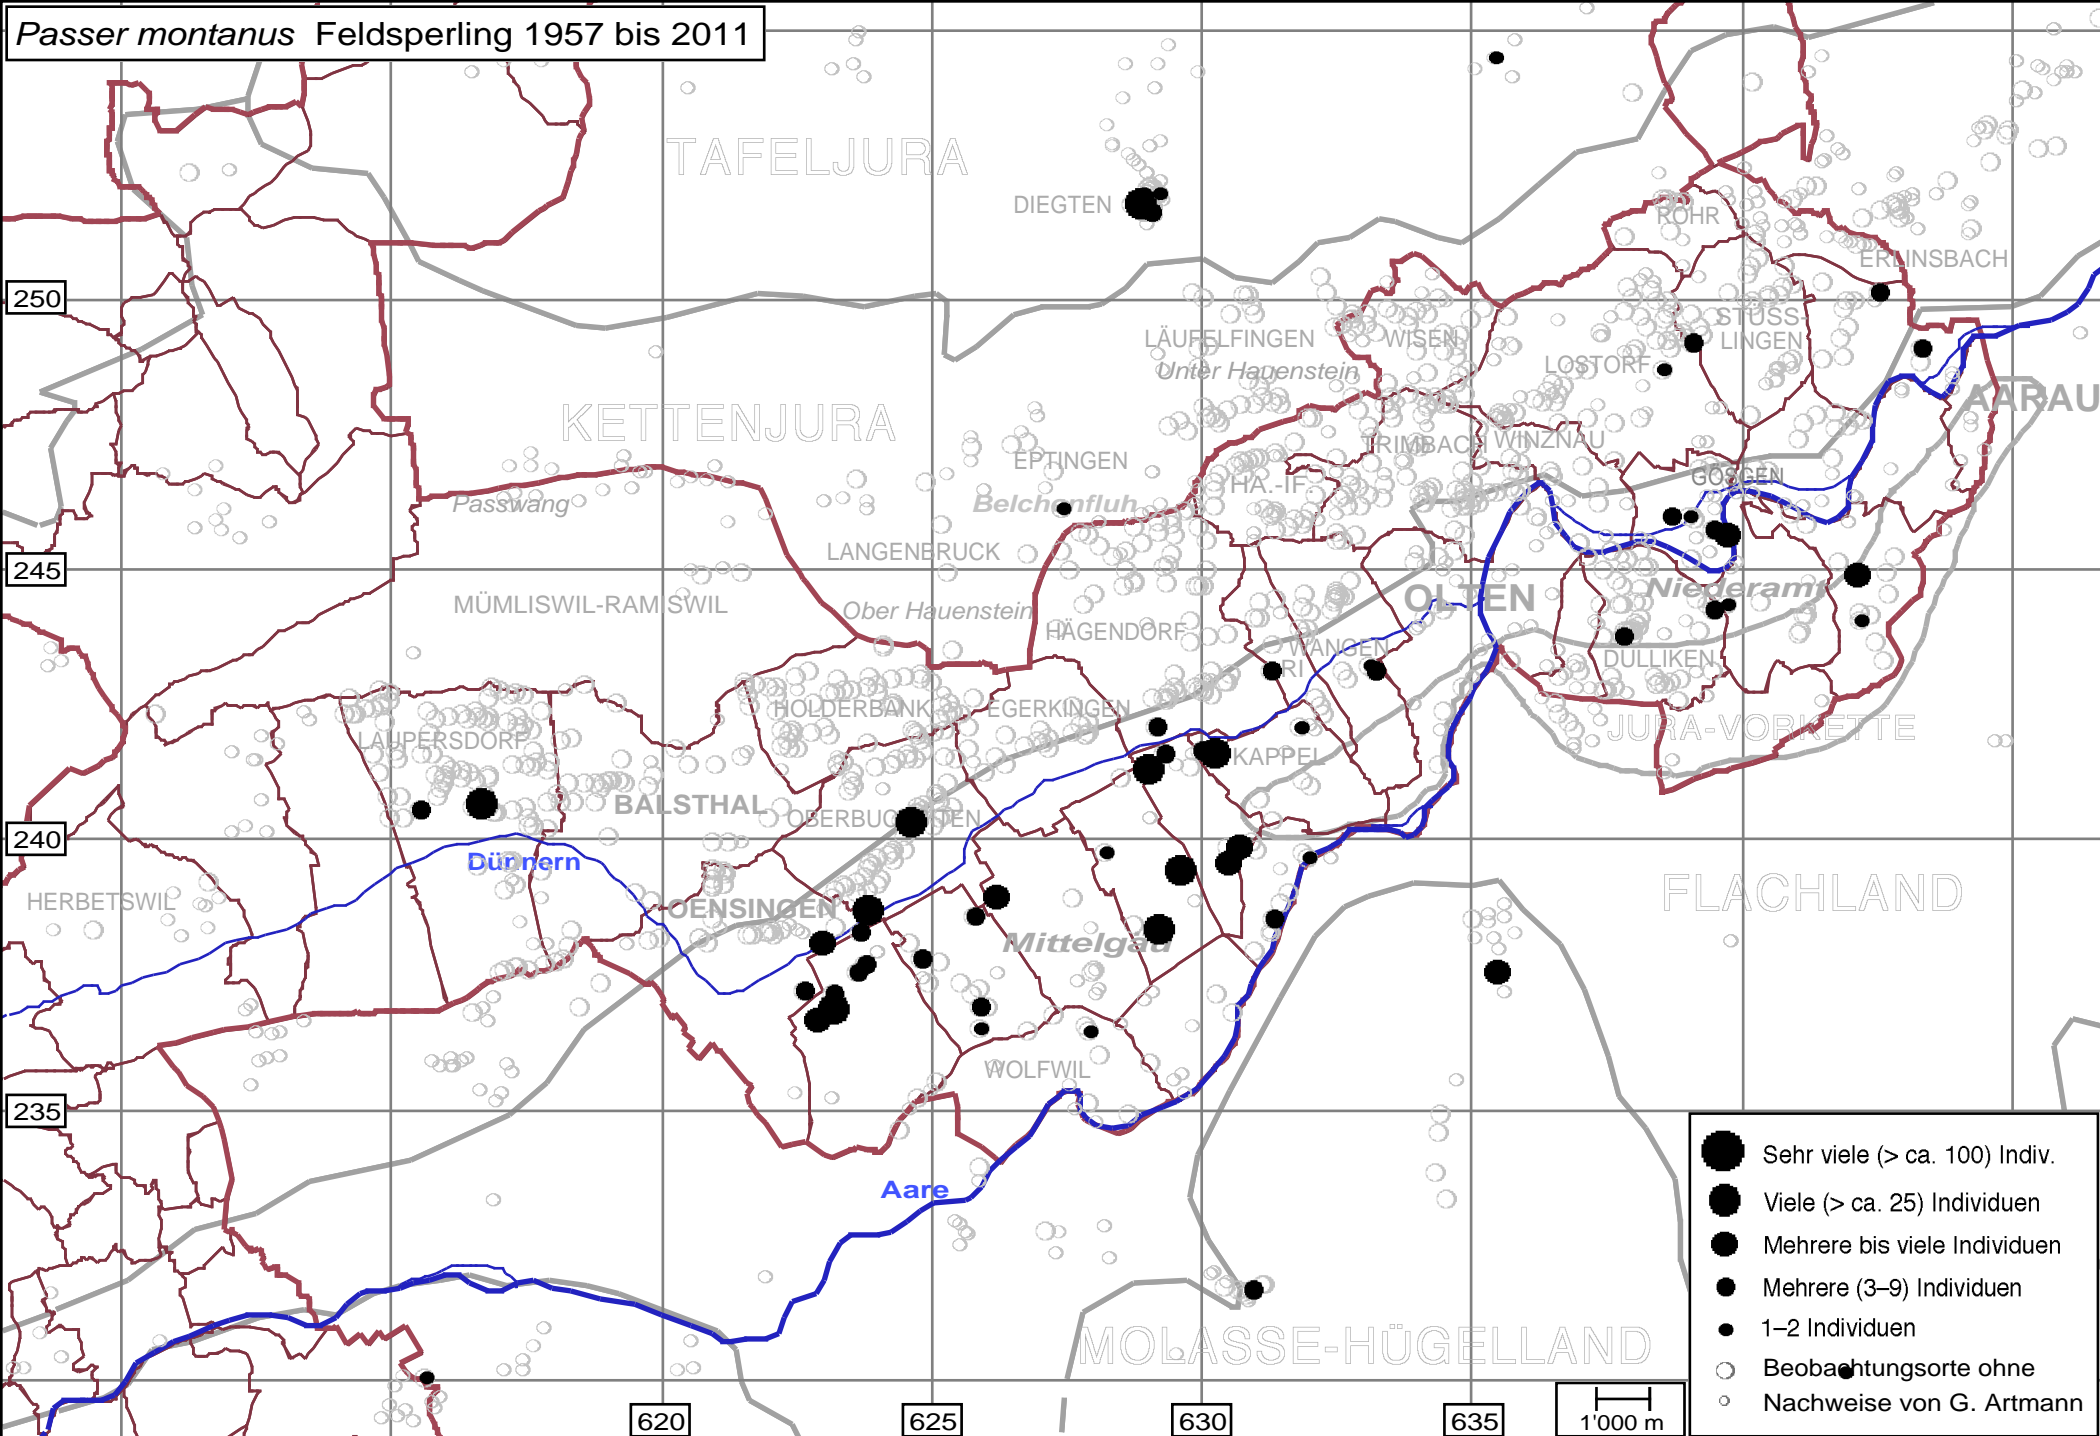 Passer montanus Feldsperling 1957 bis 2011
TAFELJURA
DIEGTEN
ROHR
ERLINSBACH
250
STÜSS-
LINGEN
LÄUFELFINGEN
WISEN
Unter Hauenstein
LOSTORF
AARAU
KETTENJURA
TRIMBACH
WINZNAU
EPTINGEN
GÖSGEN
HA.-IF.
Passwang
Belchenfluh
LANGENBRUCK
245
MÜMLISWIL-RAMISWIL
Ober Hauenstein
OLTEN
Niederamt
HÄGENDORF
WANGEN
RI
DULLIKEN
HOLDERBANK
EGERKINGEN
JURA-VORKETTE
LAUPERSDORF
KAPPEL
BALSTHAL
OBERBUCHSITEN
240
Dünnern
HERBETSWIL
FLACHLAND
OENSINGEN
Mittelgäu
WOLFWIL
235
Aare
Sehr viele (> ca. 100) Indiv.
Viele (> ca. 25) Individuen
Mehrere bis viele Individuen
Mehrere (3–9) Individuen
1–2 Individuen
Beobachtungsorte ohne
Nachweise von G. Artmann
MOLASSE-HÜGELLAND
620
625
630
635
1'000 m